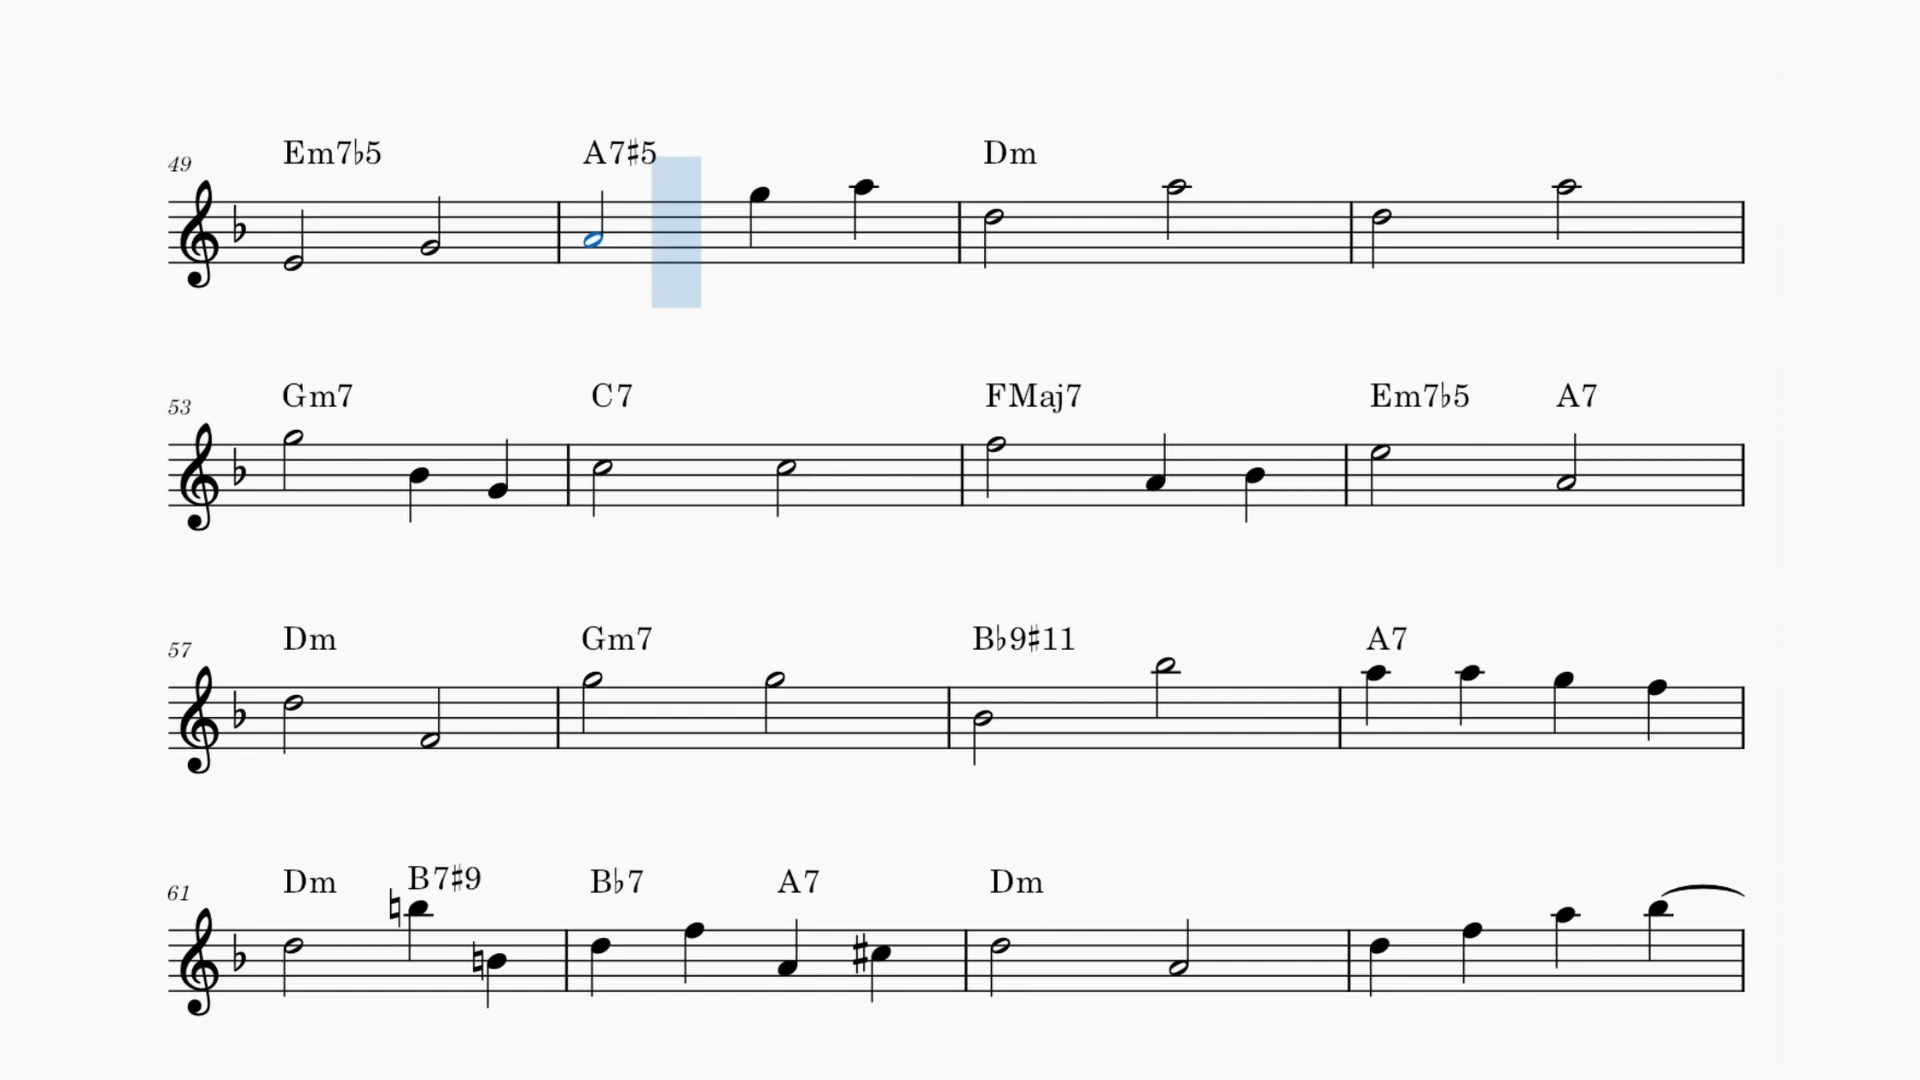 49 Em7♭5 A7♯5 Dm
53 Gm7 C7 FMaj7 Em7♭5 A7
57 Dm Gm7 B♭9♯11 A7
61 Dm B7♯9 B♭7 A7 Dm